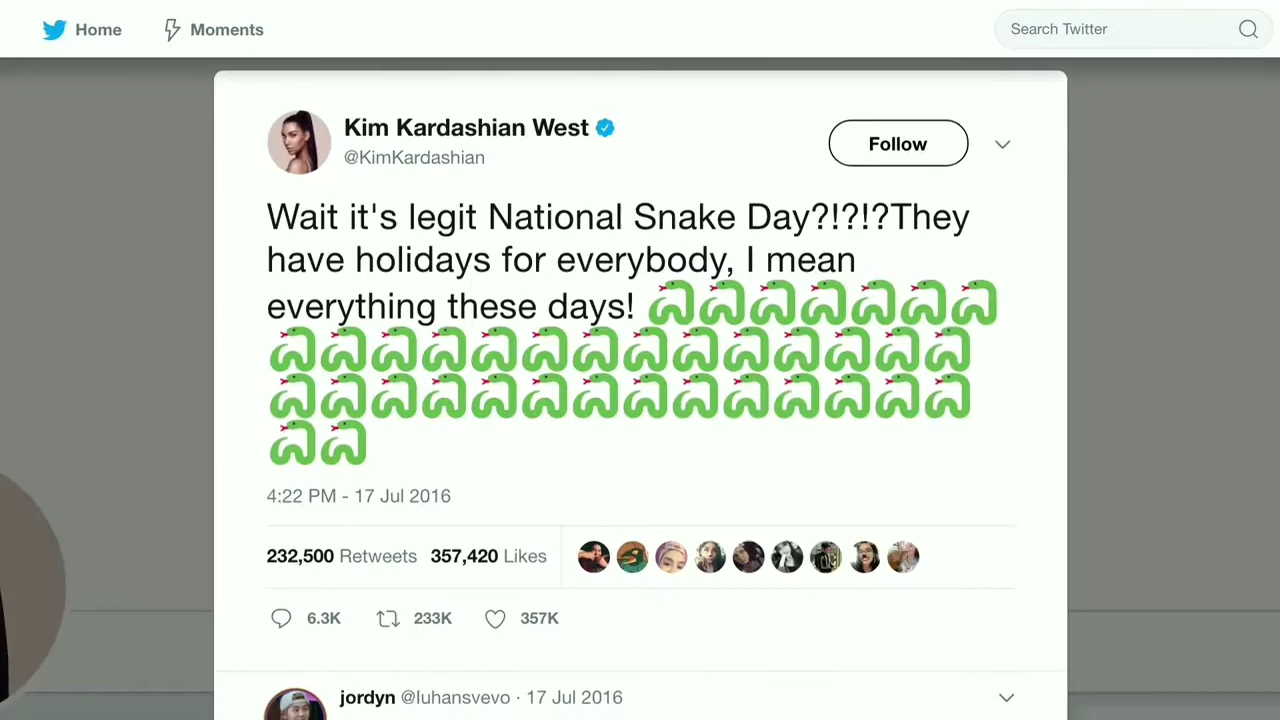 Home Moments Search Twitter
Kim Kardashian West
@KimKardashian
Follow
Wait it's legit National Snake Day?!?!?They
have holidays for everybody, I mean
everything these days! 🐍🐍🐍🐍🐍🐍🐍
🐍🐍🐍🐍🐍🐍🐍🐍🐍🐍🐍🐍🐍🐍
🐍🐍🐍🐍🐍🐍🐍🐍🐍🐍🐍🐍🐍🐍
🐍🐍
4:22 PM - 17 Jul 2016
232,500 Retweets 357,420 Likes
6.3K 233K 357K
jordyn @luhansvevo · 17 Jul 2016